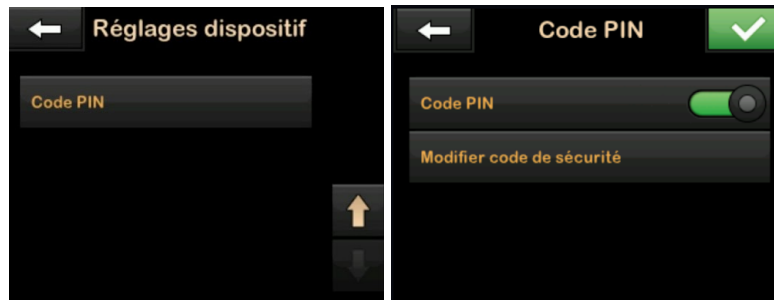 Réglages dispositif
Code PIN
Code PIN
Code PIN
Modifier code de sécurité